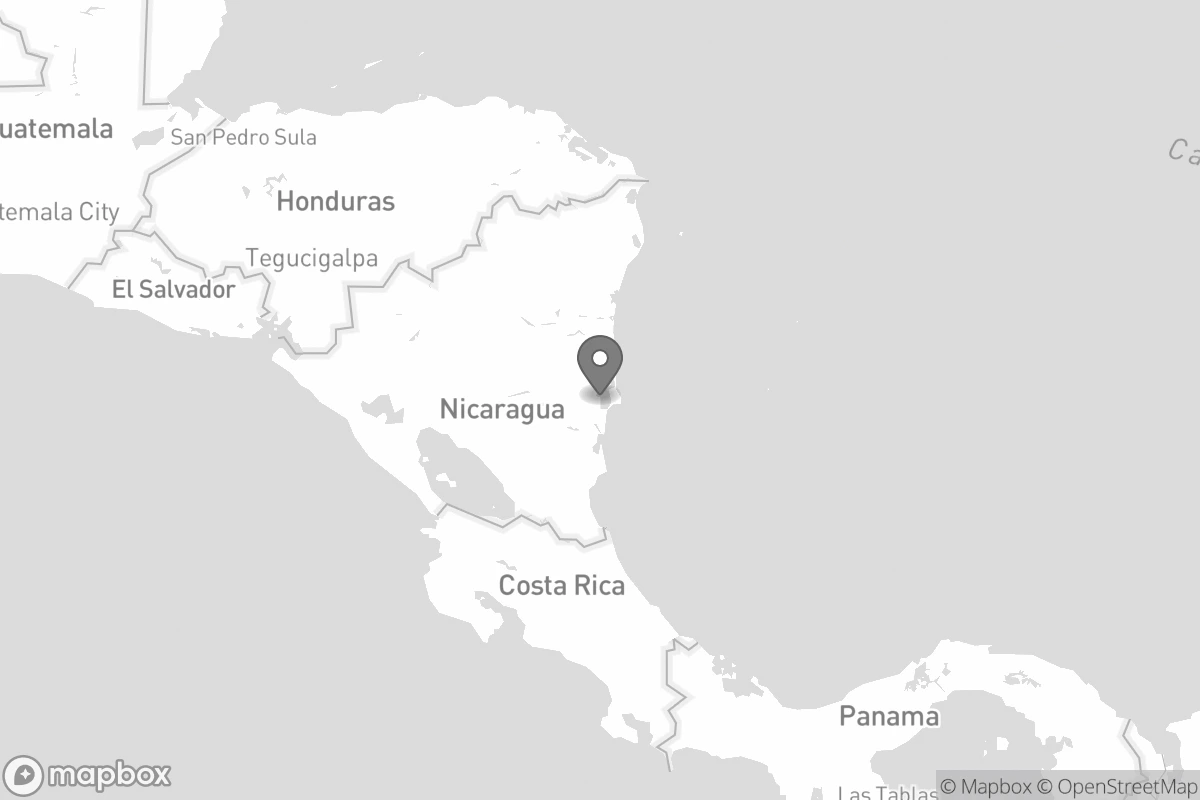 uatemala
San Pedro Sula
Ca
Honduras
temala City
Tegucigalpa
El Salvador
Nicaragua
Costa Rica
Panama
Las Tablas
mapbox
© Mapbox © OpenStreetMap